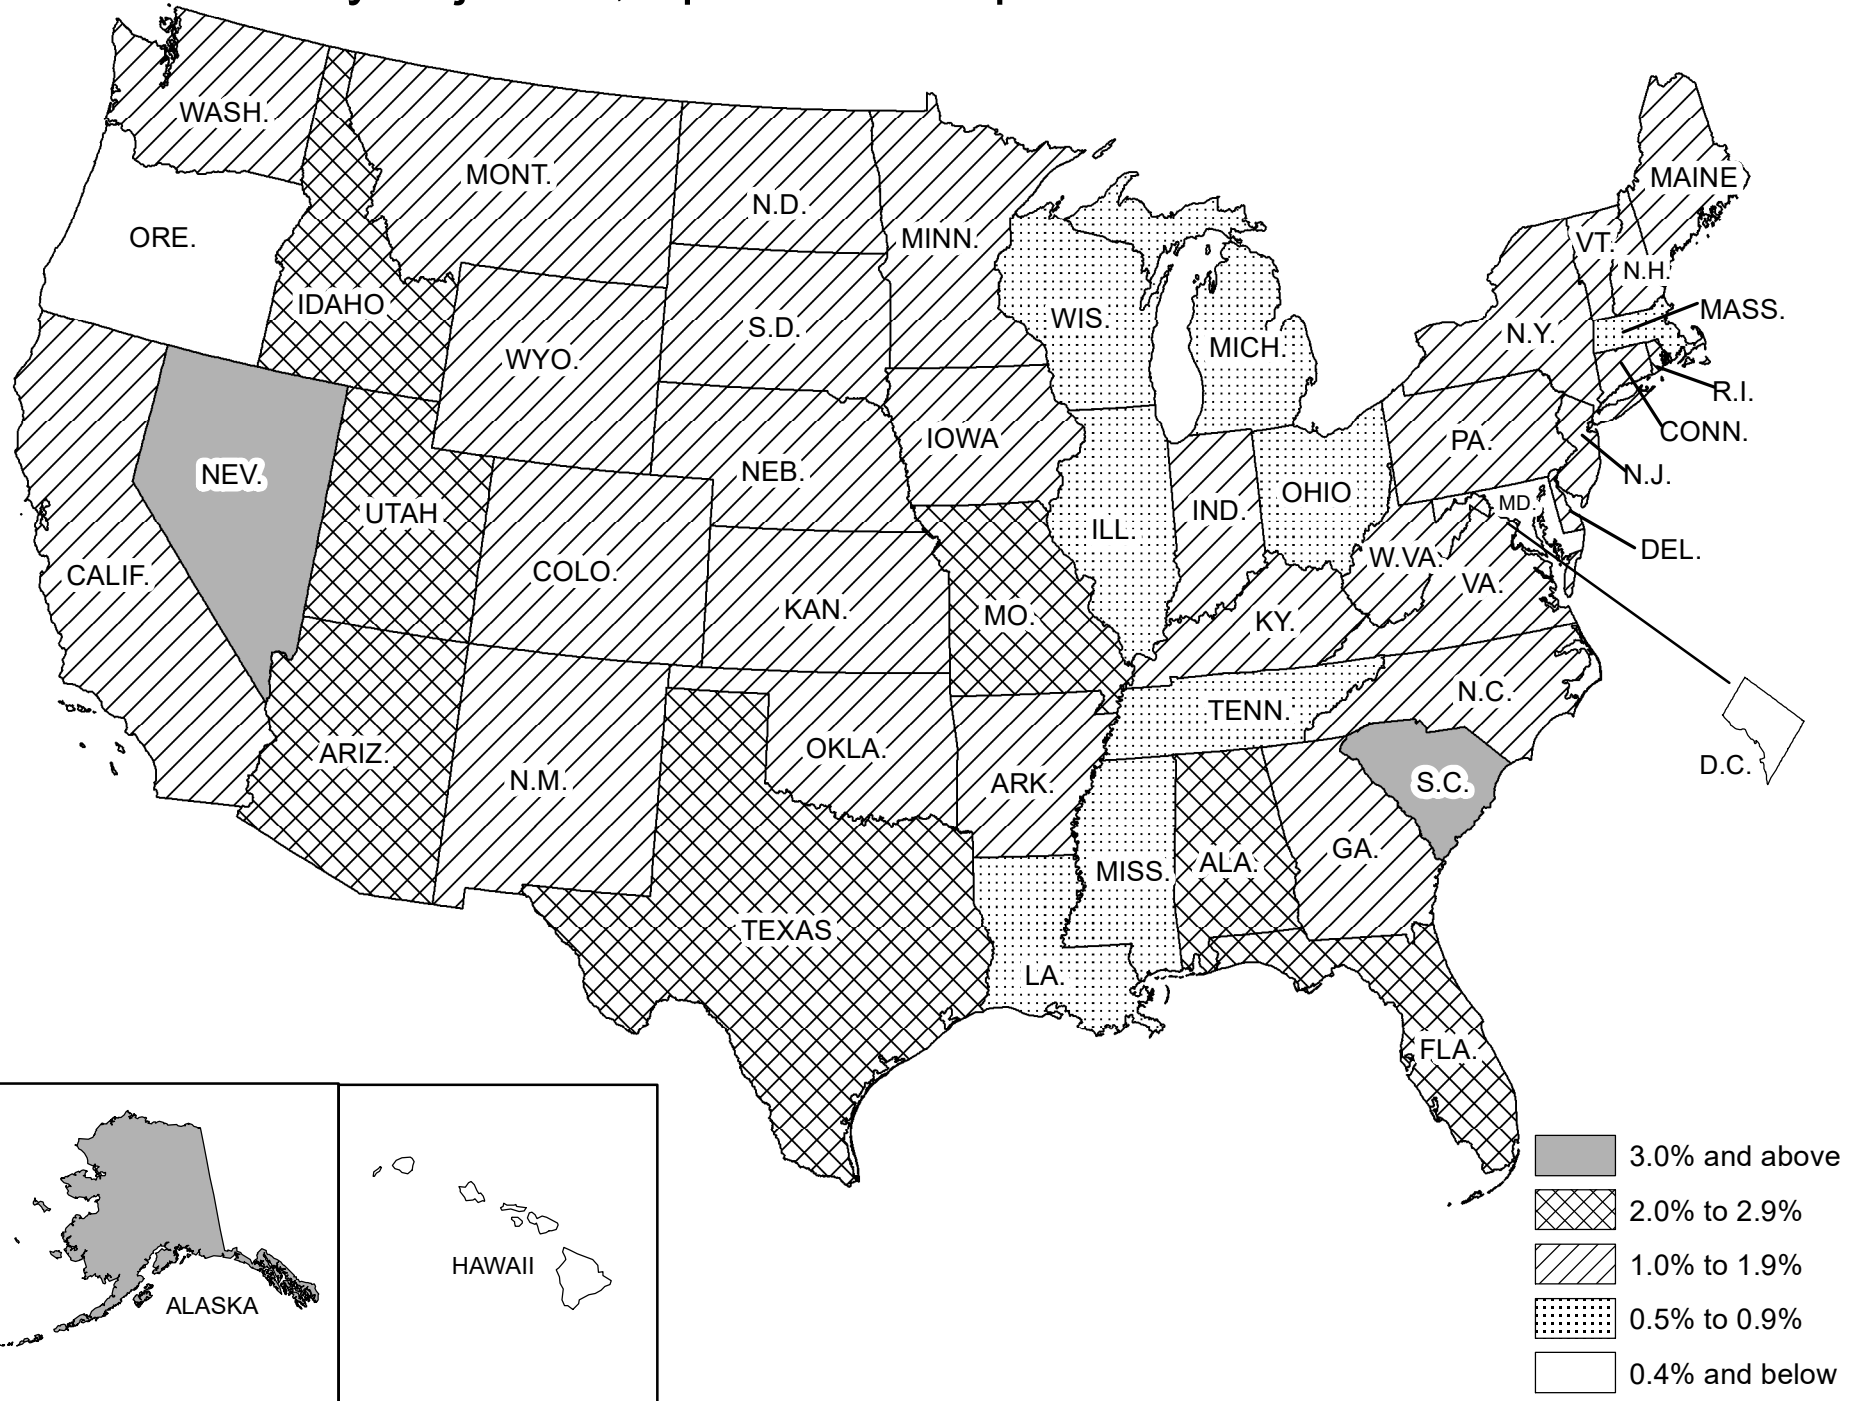 WASH.
MAINE
MONT.
N.D.
ORE.
MINN.
VT.
N.H.
IDAHO
MASS.
WIS.
S.D.
N.Y.
MICH.
WYO.
R.I.
CONN.
IOWA
PA.
NEV.
NEB.
N.J.
OHIO
MD.
UTAH
IND.
ILL.
DEL.
W.VA.
COLO.
CALIF.
VA.
KAN.
MO.
KY.
N.C.
TENN.
OKLA.
ARIZ.
D.C.
N.M.
ARK.
S.C.
GA.
ALA.
MISS.
TEXAS
LA.
FLA.
3.0% and above
2.0% to 2.9%
HAWAII
1.0% to 1.9%
ALASKA
0.5% to 0.9%
0.4% and below